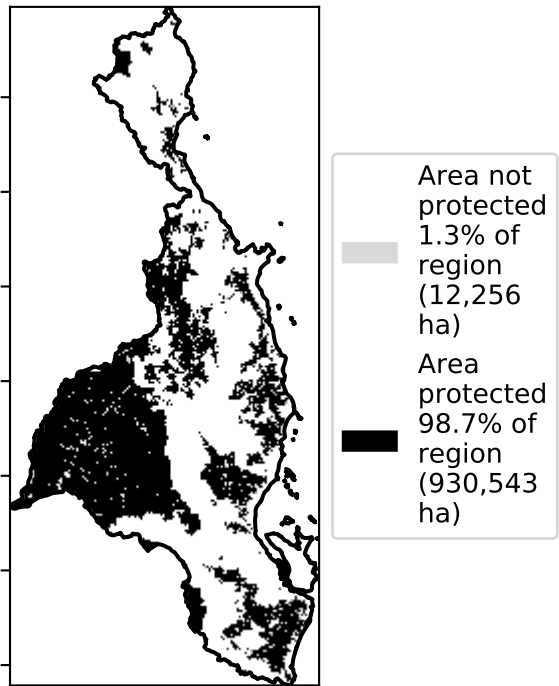 Area not
protected
1.3% of
region
(12,256
ha)
Area
protected
98.7% of
region
(930,543
ha)